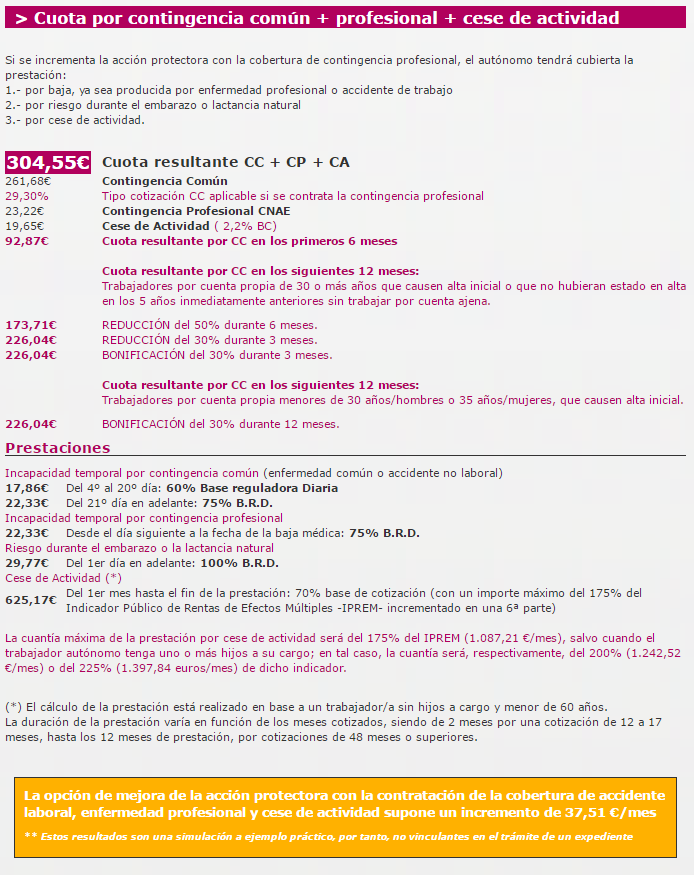 > Cuota por contingencia común + profesional + cese de actividad
Si se incrementa la acción protectora con la cobertura de contingencia profesional, el autónomo tendrá cubierta la
prestación:
1.- por baja, ya sea producida por enfermedad profesional o accidente de trabajo
2.- por riesgo durante el embarazo o lactancia natural
3.- por cese de actividad.
304,55€ Cuota resultante CC + CP + CA
261,68€ Contingencia Común
29,30% Tipo cotización CC aplicable si se contrata la contingencia profesional
23,22€ Contingencia Profesional CNAE
19,65€ Cese de Actividad ( 2,2% BC)
92,87€ Cuota resultante por CC en los primeros 6 meses
Cuota resultante por CC en los siguientes 12 meses:
Trabajadores por cuenta propia de 30 o más años que causen alta inicial o que no hubieran estado en alta
en los 5 años inmediatamente anteriores sin trabajar por cuenta ajena.
173,71€ REDUCCIÓN del 50% durante 6 meses.
226,04€ REDUCCIÓN del 30% durante 3 meses.
226,04€ BONIFICACIÓN del 30% durante 3 meses.
Cuota resultante por CC en los siguientes 12 meses:
Trabajadores por cuenta propia menores de 30 años/hombres o 35 años/mujeres, que causen alta inicial.
226,04€ BONIFICACIÓN del 30% durante 12 meses.
Prestaciones
Incapacidad temporal por contingencia común (enfermedad común o accidente no laboral)
17,86€ Del 4º al 20º día: 60% Base reguladora Diaria
22,33€ Del 21º día en adelante: 75% B.R.D.
Incapacidad temporal por contingencia profesional
22,33€ Desde el día siguiente a la fecha de la baja médica: 75% B.R.D.
Riesgo durante el embarazo o la lactancia natural
29,77€ Del 1er día en adelante: 100% B.R.D.
Cese de Actividad (*)
625,17€ Del 1er mes hasta el fin de la prestación: 70% base de cotización (con un importe máximo del 175% del
Indicador Público de Rentas de Efectos Múltiples -IPREM- incrementado en una 6ª parte)
La cuantía máxima de la prestación por cese de actividad será del 175% del IPREM (1.087,21 €/mes), salvo cuando el
trabajador autónomo tenga uno o más hijos a su cargo; en tal caso, la cuantía será, respectivamente, del 200% (1.242,52
€/mes) o del 225% (1.397,84 euros/mes) de dicho indicador.
(*) El cálculo de la prestación está realizado en base a un trabajador/a sin hijos a cargo y menor de 60 años.
La duración de la prestación varía en función de los meses cotizados, siendo de 2 meses por una cotización de 12 a 17
meses, hasta los 12 meses de prestación, por cotizaciones de 48 meses o superiores.
La opción de mejora de la acción protectora con la contratación de la cobertura de accidente
laboral, enfermedad profesional y cese de actividad supone un incremento de 37,51 €/mes
** Estos resultados son una simulación a ejemplo práctico, por tanto, no vinculantes en el trámite de un expediente